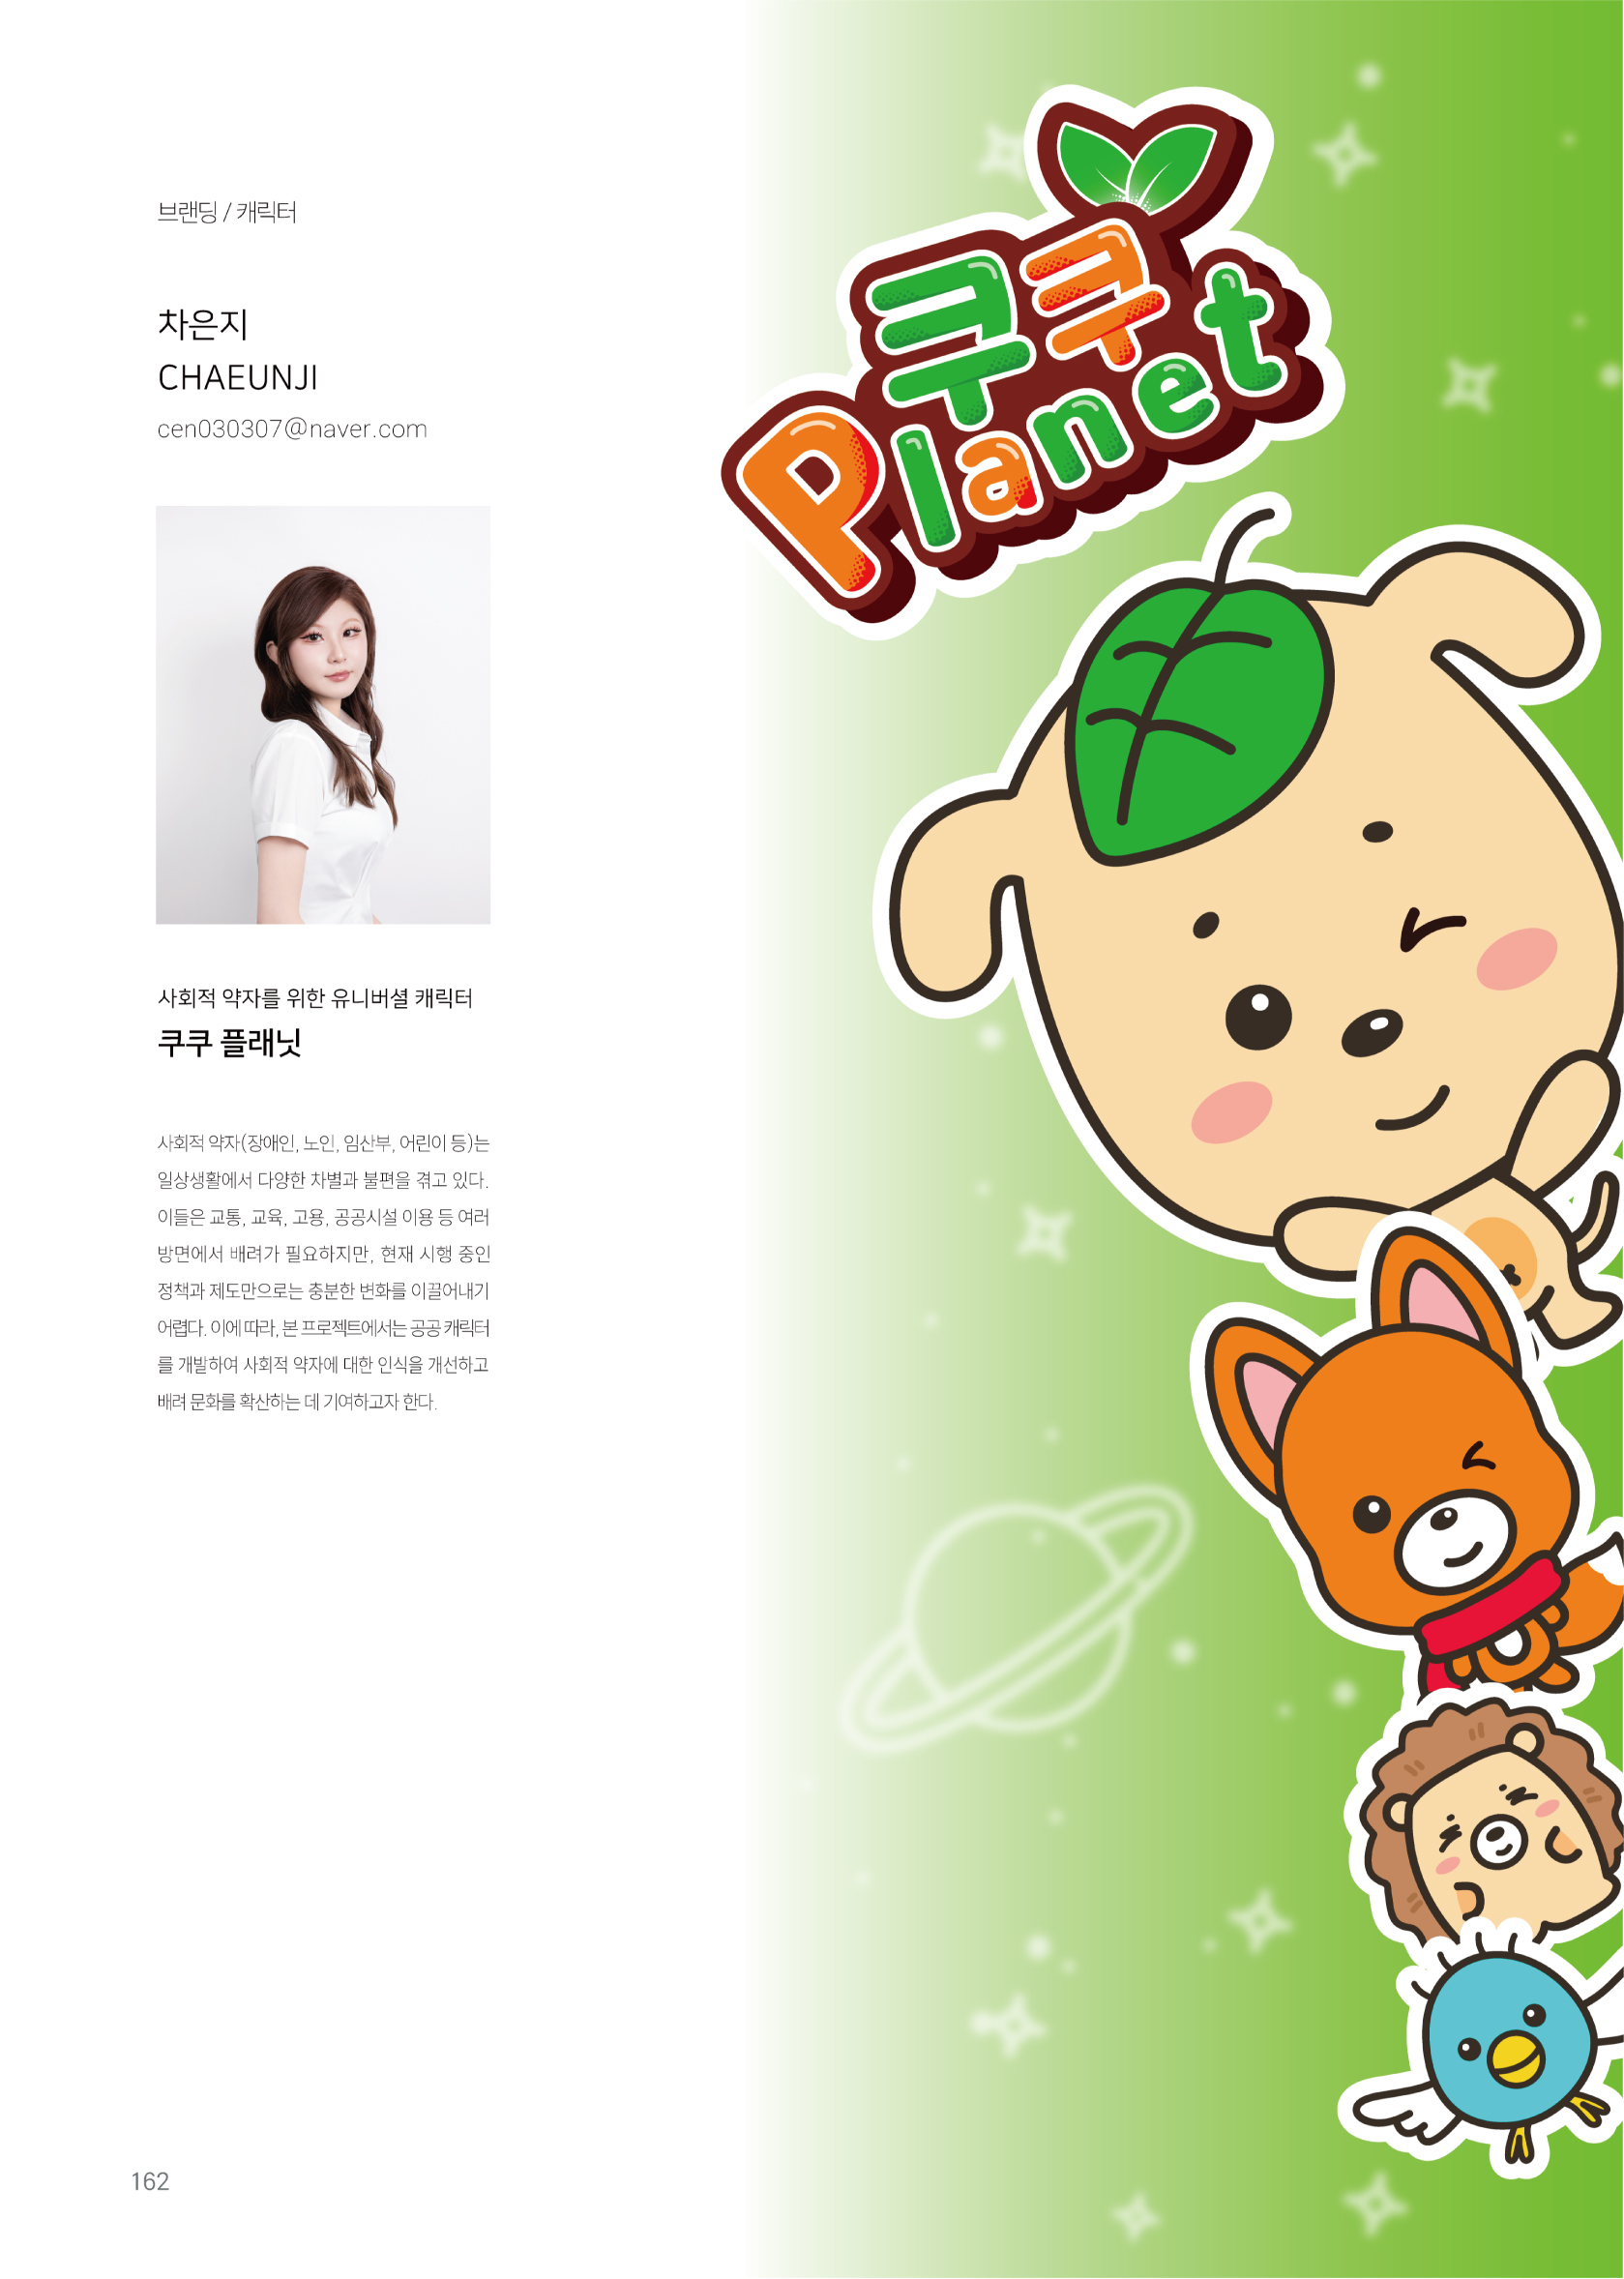 브랜딩 / 캐릭터
차은지
CHAEUNJI
cen030307@naver.com
사회적 약자를 위한 유니버셜 캐릭터
쿠쿠 플래닛
사회적 약자(장애인, 노인, 임산부, 어린이 등)는
일상생활에서 다양한 차별과 불편을 겪고 있다.
이들은 교통, 교육, 고용, 공공시설 이용 등 여러
방면에서 배려가 필요하지만, 현재 시행 중인
정책과 제도만으로는 충분한 변화를 이끌어내기
어렵다. 이에 따라, 본 프로젝트에서는 공공 캐릭터
를 개발하여 사회적 약자에 대한 인식을 개선하고
배려 문화를 확산하는 데 기여하고자 한다.
162
쿠쿠
Planet